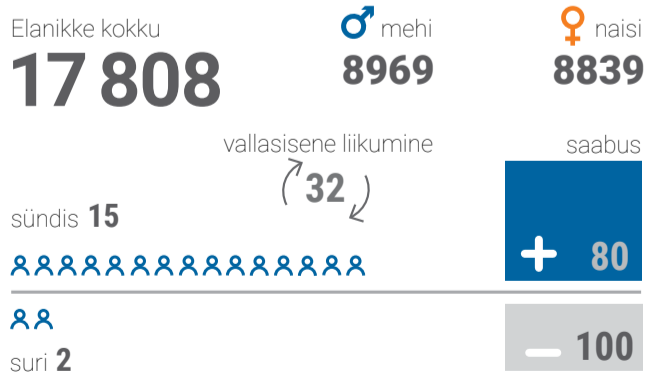 Elanikke kokku
17 808
mehi
8969
naisi
8839
vallasisene liikumine
32
saabus
+ 80
sündis 15
suri 2
− 100